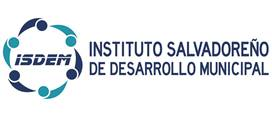 ISDEM
INSTITUTO SALVADOREÑO
DE DESARROLLO MUNICIPAL